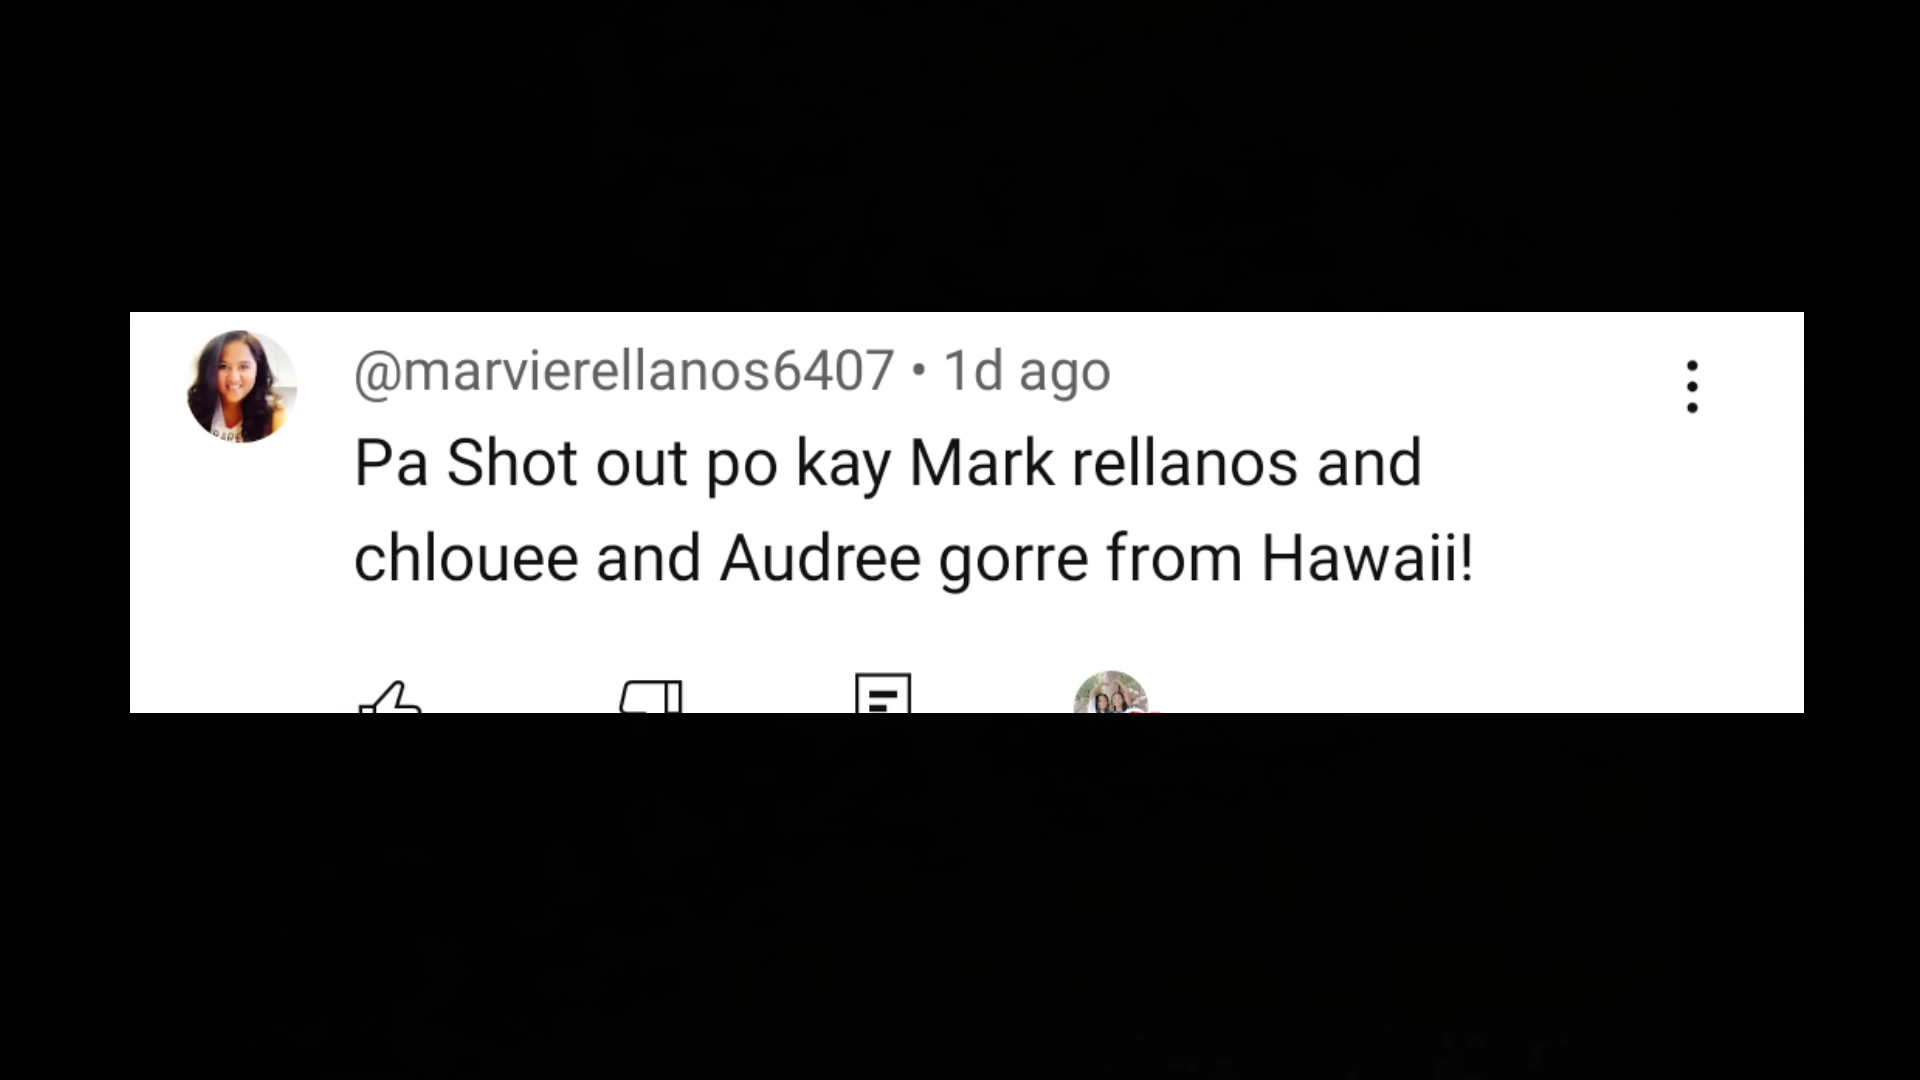 @marvierellanos6407 • 1d ago
Pa Shot out po kay Mark rellanos and
chlouee and Audree gorre from Hawaii!